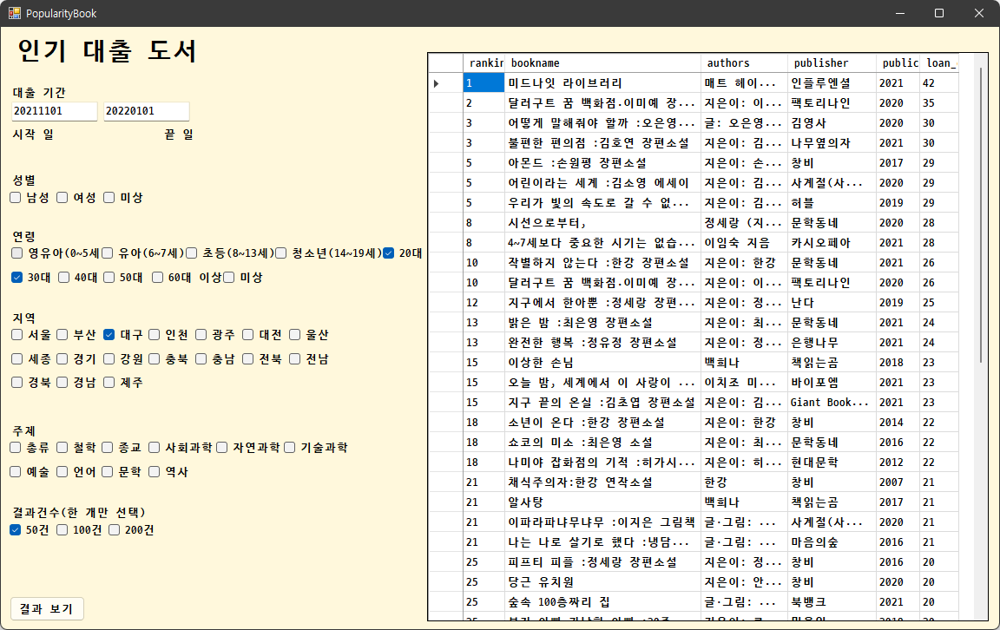 PopularityBook
인기 대출 도서
대출 기간
20211101 20220101
시작 일 끝 일
성별
남성 여성 미상
연령
영유아(0~5세 유아(6~7세) 초등(8~13세) 청소년(14~19세) 20대
30대 40대 50대 60대 이상 미상
지역
서울 부산 대구 인천 광주 대전 울산
세종 경기 강원 충북 충남 전북 전남
경북 경남 제주
주제
총류 철학 종교 사회과학 자연과학 기술과학
예술 언어 문학 역사
결과건수(한 개만 선택)
50건 100건 200건
결과 보기
rankin bookname authors publisher public loan_
1 미드나잇 라이브러리 매트 헤이... 인플루엔셜 2021 42
2 달러구트 꿈 백화점.이미예 장... 지은이: 이... 팩토리나인 2020 35
3 어떻게 말해줘야 할까 :오은영... 글: 오은영... 김영사 2020 30
3 불편한 편의점 :김호연 장편소설 지은이: 김... 나무옆의자 2021 30
5 아몬드 :손원평 장편소설 지은이: 손... 창비 2017 29
5 어린이라는 세계 :김소영 에세이 지은이: 김... 사계절(사... 2020 29
5 우리가 빛의 속도로 갈 수 없... 지은이: 김... 허블 2019 29
8 시선으로부터, 정세랑 (지... 문학동네 2020 28
8 4~7세보다 중요한 시기는 없습... 이임숙 지음 카시오페아 2021 28
10 작별하지 않는다 :한강 장편소설 지은이: 한강 문학동네 2021 26
10 달러구트 꿈 백화점.이미예 장... 지은이: 이... 팩토리나인 2020 26
12 지구에서 한아뿐 :정세랑 장편... 지은이: 정... 난다 2019 25
13 밝은 밤 :최은영 장편소설 지은이: 최... 문학동네 2021 24
13 완전한 행복 :정유정 장편소설 지은이: 정... 은행나무 2021 24
15 이상한 손님 백희나 책읽는곰 2018 23
15 오늘 밤, 세계에서 이 사랑이 ... 이치조 미... 바이포엠 2021 23
15 지구 끝의 온실 :김초엽 장편소설 지은이: 김... Giant Book... 2021 23
18 소년이 온다 :한강 장편소설 지은이: 한강 창비 2014 22
18 쇼코의 미소 :최은영 소설 지은이: 최... 문학동네 2016 22
18 나미야 잡화점의 기적 :히가시... 지은이: 히... 현대문학 2012 22
21 채식주의자:한강 연작소설 한강 창비 2007 21
21 알사탕 백희나 책읽는곰 2017 21
21 이파라파냐무냐무 :이지은 그림책 글·그림: ... 사계절(사... 2020 21
21 나는 나로 살기로 했다 :냉담... 글·그림: ... 마음의숲 2016 21
25 피프티 피플 :정세랑 장편소설 지은이: 정... 창비 2016 20
25 당근 유치원 지은이: 안... 창비 2020 20
25 숲속 100층짜리 집 글·그림: ... 북뱅크 2021 20